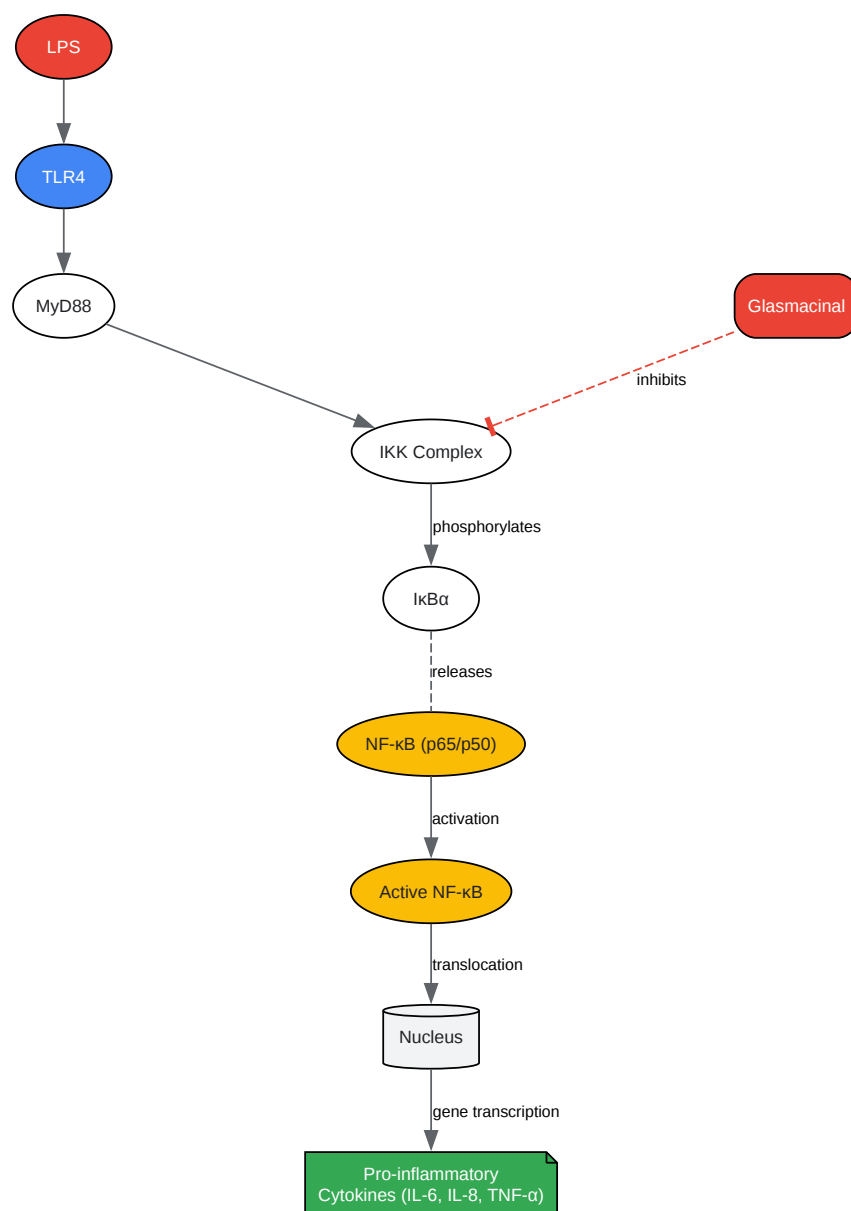 LPS
TLR4
MyD88
Glasmacinal
inhibits
IKK Complex
phosphorylates
IκBα
releases
NF-κB (p65/p50)
activation
Active NF-κB
translocation
Nucleus
gene transcription
Pro-inflammatory
Cytokines (IL-6, IL-8, TNF-α)